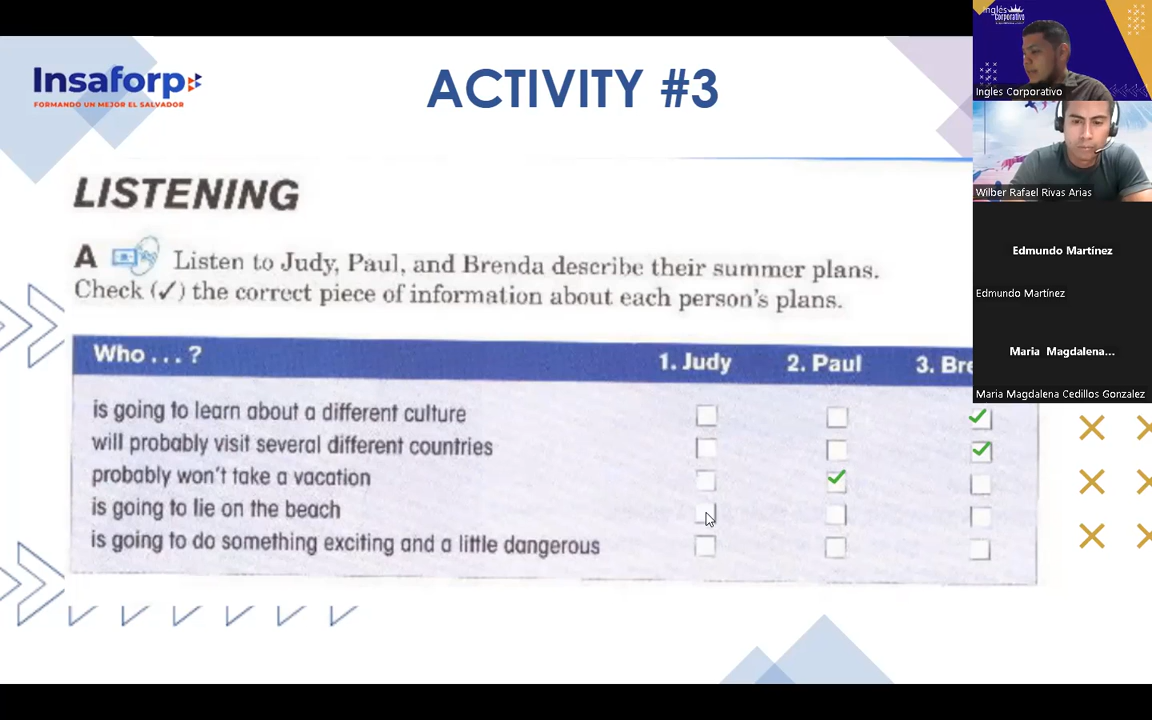 Insaforp
FORMANDO UN MEJOR EL SALVADOR
ACTIVITY #3
LISTENING
A Listen to Judy, Paul, and Brenda describe their summer plans.
Check (✓) the correct piece of information about each person's plans.
Who . . . ? 1. Judy 2. Paul 3. Bre
is going to learn about a different culture
will probably visit several different countries
probably won't take a vacation
is going to lie on the beach
is going to do something exciting and a little dangerous
Inglés
Corporativo
Ingles Corporativo
Wilber Rafael Rivas Arias
Edmundo Martínez
Edmundo Martínez
Maria Magdalena...
Maria Magdalena Cedillos Gonzalez